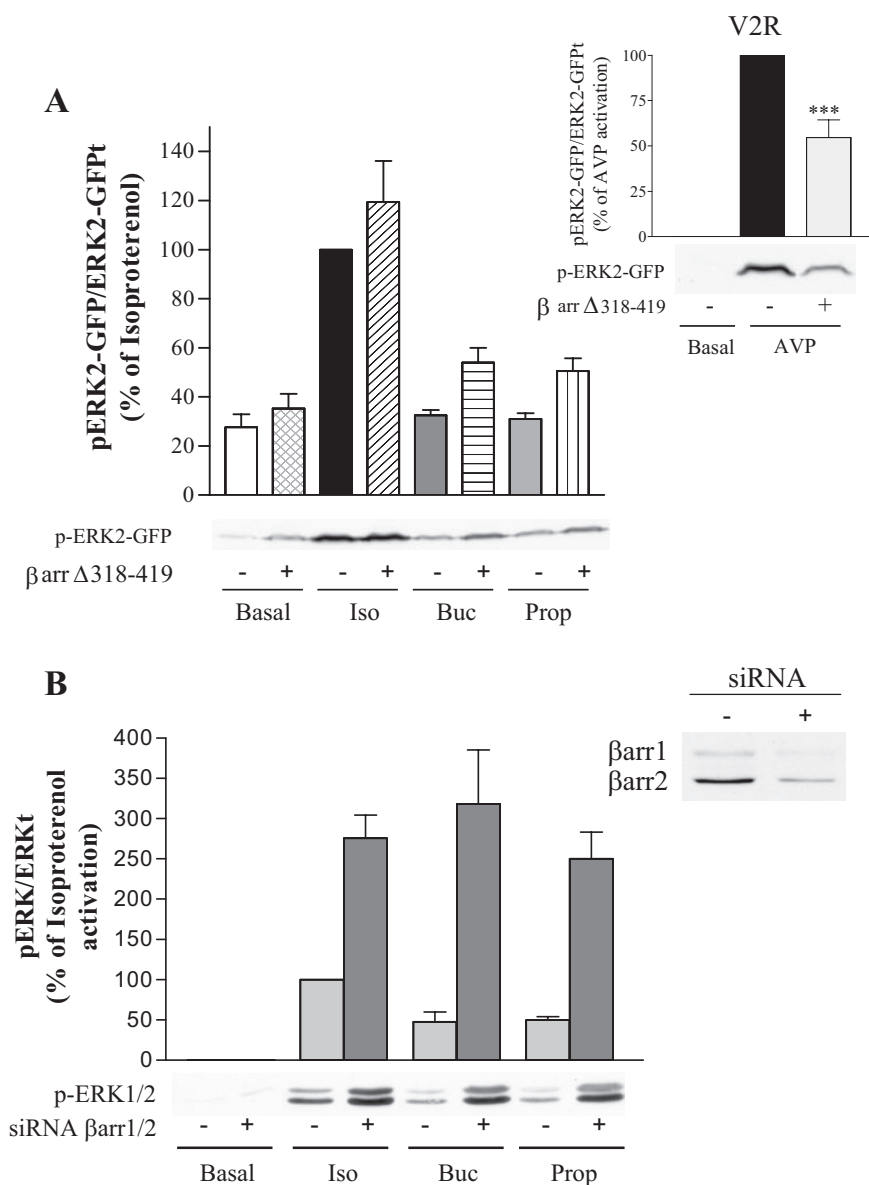 A
pERK2-GFP/ERK2-GFPt
(% of Isoproterenol)
140
120
100
80
60
40
20
0
p-ERK2-GFP
β arr Δ318-419
- + - + - + - +
Basal Iso Buc Prop
V2R
pERK2-GFP/ERK2-GFPt
(% of AVP activation)
100
75
50
25
0
***
p-ERK2-GFP
β arr Δ318-419
- - +
Basal AVP
B
pERK/ERKt
(% of Isoproterenol
activation)
400
350
300
250
200
150
100
50
0
p-ERK1/2
siRNA βarr1/2
- + - + - + - +
Basal Iso Buc Prop
siRNA
- +
βarr1
βarr2